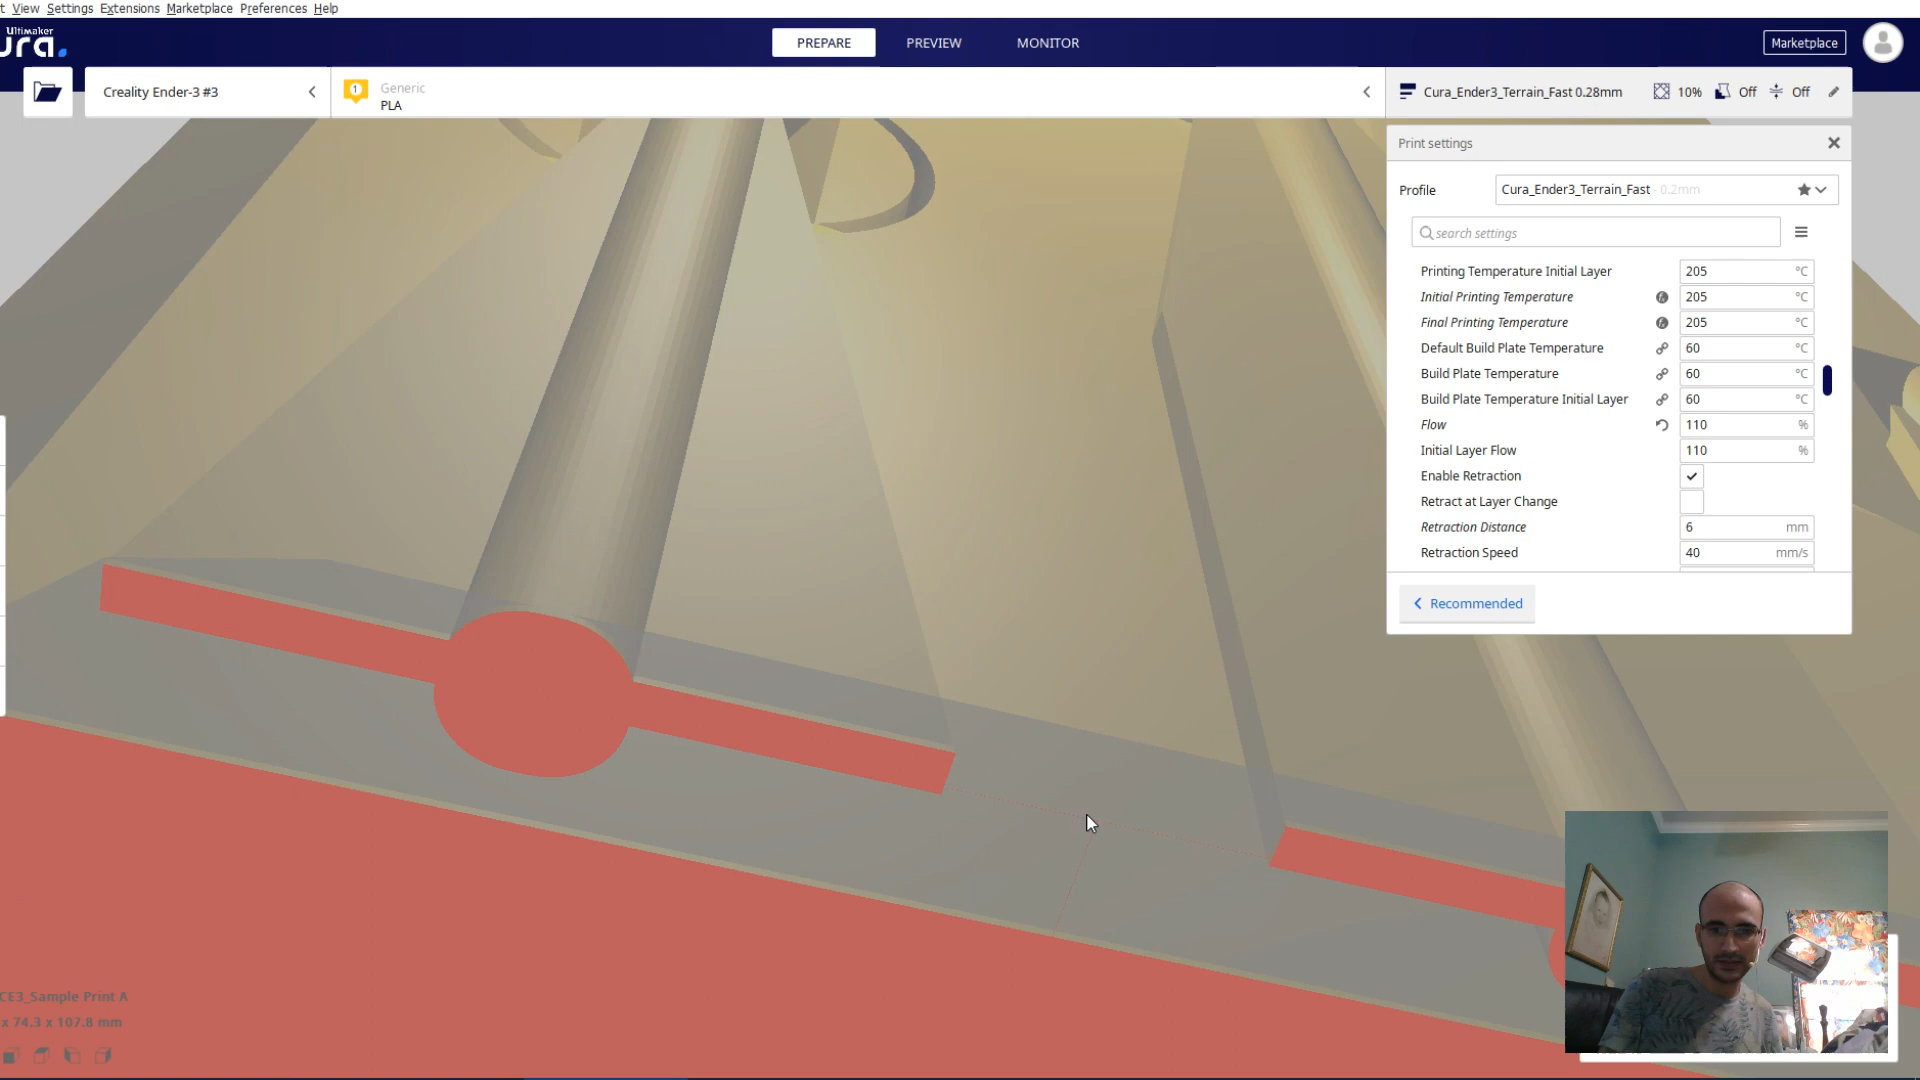 t View Settings Extensions Marketplace Preferences Help
Ultimaker
ura.
PREPARE PREVIEW MONITOR
Marketplace
Creality Ender-3 #3
1
Generic
PLA
Cura_Ender3_Terrain_Fast 0.28mm
10% Off Off
Print settings
Profile
Cura_Ender3_Terrain_Fast - 0.2mm
search settings
Printing Temperature Initial Layer 205 °C
Initial Printing Temperature 205 °C
Final Printing Temperature 205 °C
Default Build Plate Temperature 60 °C
Build Plate Temperature 60 °C
Build Plate Temperature Initial Layer 60 °C
Flow 110 %
Initial Layer Flow 110 %
Enable Retraction
Retract at Layer Change
Retraction Distance 6 mm
Retraction Speed 40 mm/s
Recommended
CE3_Sample Print A
x 74.3 x 107.8 mm